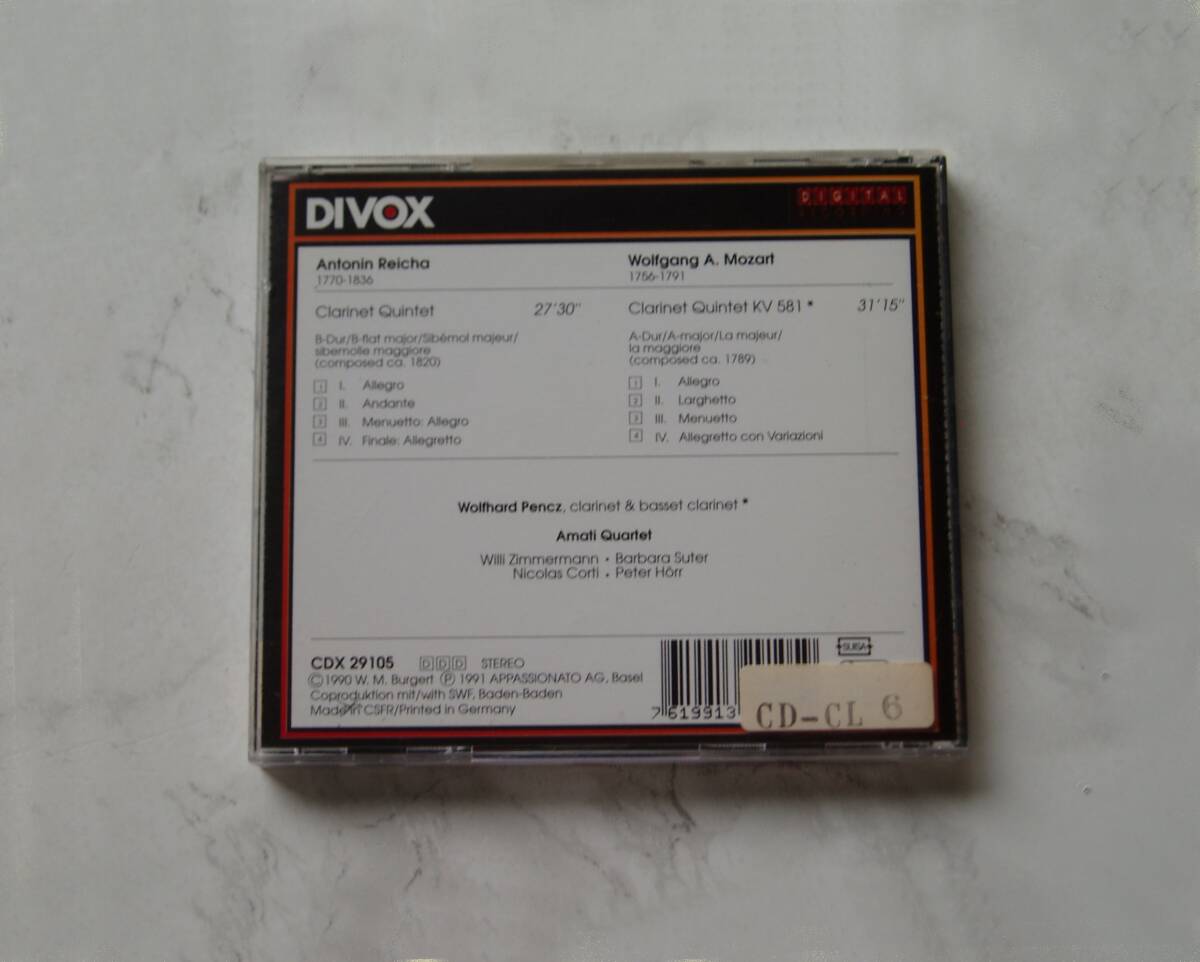 DIVOX
DIGITAL
RECORDING
Antonin Reicha
1770-1836
Clarinet Quintet 27'30"
B-Dur/B-flat major/Sibémol majeur/
sibemolle maggiore
(composed ca. 1820)
1 I. Allegro
2 II. Andante
3 III. Menuetto: Allegro
4 IV. Finale: Allegretto
Wolfgang A. Mozart
1756-1791
Clarinet Quintet KV 581 * 31'15"
A-Dur/A-major/La majeur/
la maggiore
(composed ca. 1789)
1 I. Allegro
2 II. Larghetto
3 III. Menuetto
4 IV. Allegretto con Variazioni
Wolfhard Pencz, clarinet & basset clarinet *
Amati Quartet
Willi Zimmermann • Barbara Suter
Nicolas Corti • Peter Hörr
CDX 29105 DDD STEREO
©1990 W. M. Burgert ℗ 1991 APPASSIONATO AG, Basel
Coproduktion mit/with SWF, Baden-Baden
Made in CSFR/Printed in Germany
7 619913
SUISA
CD-CL 6